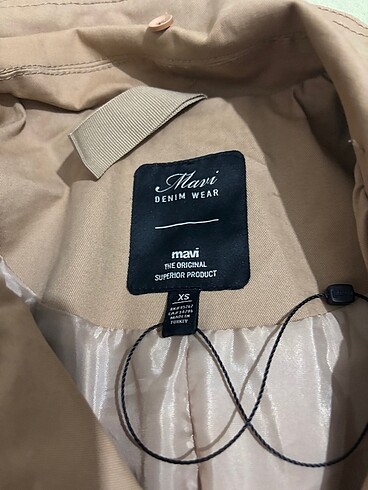 Mavi
DENIM WEAR
mavi
THE ORIGINAL
SUPERIOR PRODUCT
XS
MADE IN
TURKEY